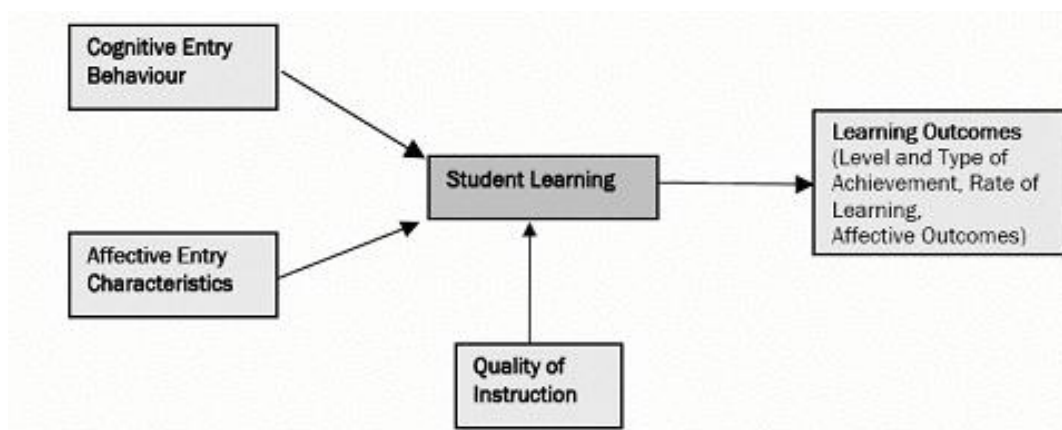 Cognitive Entry
Behaviour
Affective Entry
Characteristics
Student Learning
Quality of
Instruction
Learning Outcomes
(Level and Type of
Achievement, Rate of
Learning,
Affective Outcomes)